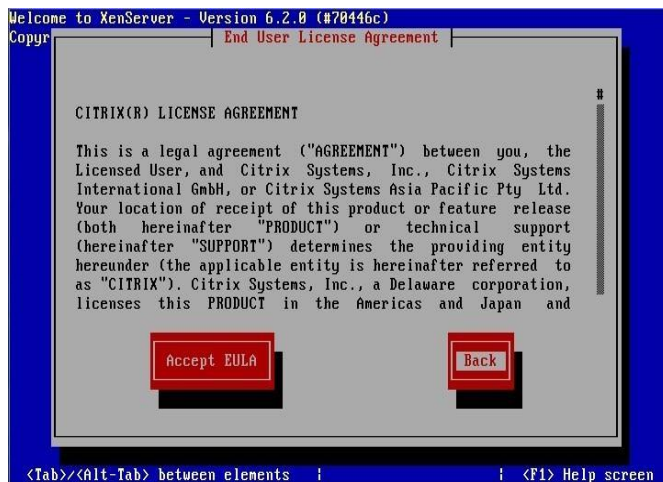 Welcome to XenServer - Version 6.2.0 (#70446c)
Copyr
End User License Agreement
#
CITRIX(R) LICENSE AGREEMENT
This is a legal agreement ("AGREEMENT") between you, the
Licensed User, and Citrix Systems, Inc., Citrix Systems
International GmbH, or Citrix Systems Asia Pacific Pty Ltd.
Your location of receipt of this product or feature release
(both hereinafter "PRODUCT") or technical support
(hereinafter "SUPPORT") determines the providing entity
hereunder (the applicable entity is hereinafter referred to
as "CITRIX"). Citrix Systems, Inc., a Delaware corporation,
licenses this PRODUCT in the Americas and Japan and
Accept EULA
Back
<Tab>/<Alt-Tab> between elements | | <F1> Help screen